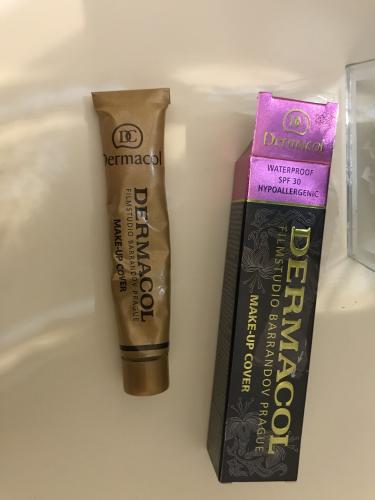 DC
Dermacol
DERMACOL
FILMSTUDIO BARRANDOV PRAGUE
MAKE-UP COVER
DC
Dermacol
WATERPROOF
SPF 30
HYPOALLERGENIC
DERMACOL
FILMSTUDIO BARRANDOV PRAGUE
MAKE-UP COVER